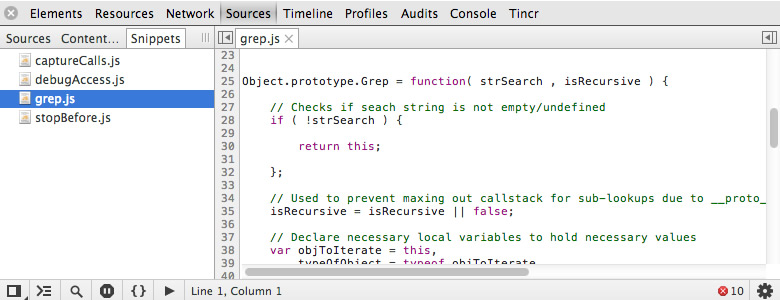 Elements Resources Network Sources Timeline Profiles Audits Console Tincr
Sources Content... Snippets grep.js
captureCalls.js
debugAccess.js
grep.js
stopBefore.js
23
24
25 Object.prototype.Grep = function( strSearch , isRecursive ) {
26
27 // Checks if seach string is not empty/undefined
28 if ( !strSearch ) {
29
30 return this;
31
32 };
33
34 // Used to prevent maxing out callstack for sub-lookups due to __proto_
35 isRecursive = isRecursive || false;
36
37 // Declare necessary local variables to hold necessary values
38 var objToIterate = this,
39 typeOfObject = typeof objToIterate
40
{} Line 1, Column 1 10